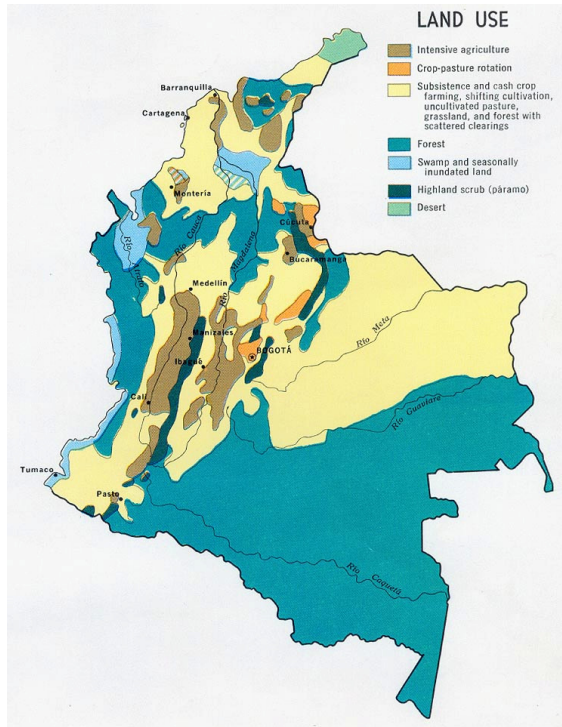 LAND USE
Intensive agriculture
Crop-pasture rotation
Subsistence and cash crop
farming, shifting cultivation,
uncultivated pasture,
grassland, and forest with
scattered clearings
Forest
Swamp and seasonally
inundated land
Highland scrub (páramo)
Desert
Barranquilla
Cartagena
Montería
Cúcuta
Río Cauca
Río Magdalena
Río Atrato
Bucaramanga
Medellín
Manizales
Río Meta
BOGOTÁ
Ibagué
Cali
Río Guaviare
Tumaco
Pasto
Río Caquetá